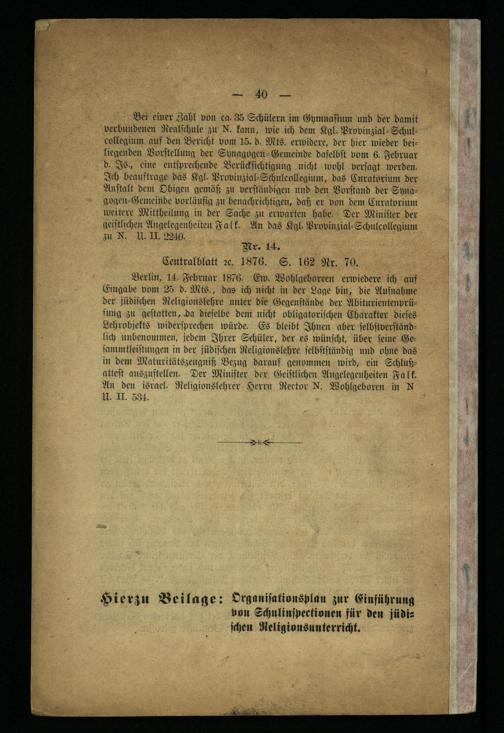 — 40 —
Bei einer Zahl von ca. 35 Schülern im Gymnasium und der damit
verbundenen Realschule zu N. kann, wie ich dem Kgl. Provinzial-Schul-
collegium auf den Bericht vom 15. d. Mts. erwidere, der hier wieder bei-
liegenden Vorstellung der Synagogen-Gemeinde daselbst vom 6. Februar
d. Js., eine entsprechende Berücksichtigung nicht wohl versagt werden.
Ich beauftrage das Kgl. Provinzial-Schulcollegium, das Curatorium der
Anstalt dem Obigen gemäß zu verständigen und den Vorstand der Syna-
gogen-Gemeinde vorläufig zu benachrichtigen, daß er von dem Curatorium
weitere Mittheilung in der Sache zu erwarten habe. Der Minister der
geistlichen Angelegenheiten Falk. An das Kgl. Provinzial-Schulcollegium
zu N. U. II. 2240.
Nr. 14.
Centralblatt ꝛc. 1876. S. 162 Nr. 70.
Berlin, 14. Februar 1876. Ew. Wohlgeboreen erwiedere ich auf
Eingabe vom 25 d. Mts., das ich nicht in der Lage bin, die Aufnahme
der jüdischen Religionslehre unter die Gegenstände der Abiturientenprü-
fung zu gestatten, da dieselbe dem nicht obligatorischen Charakter dieses
Lehrobjekts widersprechen würde. Es bleibt Ihnen aber selbstverständ-
lich unbenommen, jedem Ihrer Schüler, der es wünscht, über seine Ge-
sammtleistungen in der jüdischen Religionslehre selbstständig und ohne das
in dem Maturitätszengniß Bezug darauf genommen wird, ein Schluß-
attest auszustellen. Der Minister der Geistlichen Angelegenheiten Falk.
An den israel. Religionslehrer Herrn Rector N. Wohlgeboren in N
U. II. 534.
Hierzu Beilage: Organisationsplan zur Einführung
von Schulinspectionen für den jüdi-
schen Religionsunterricht.